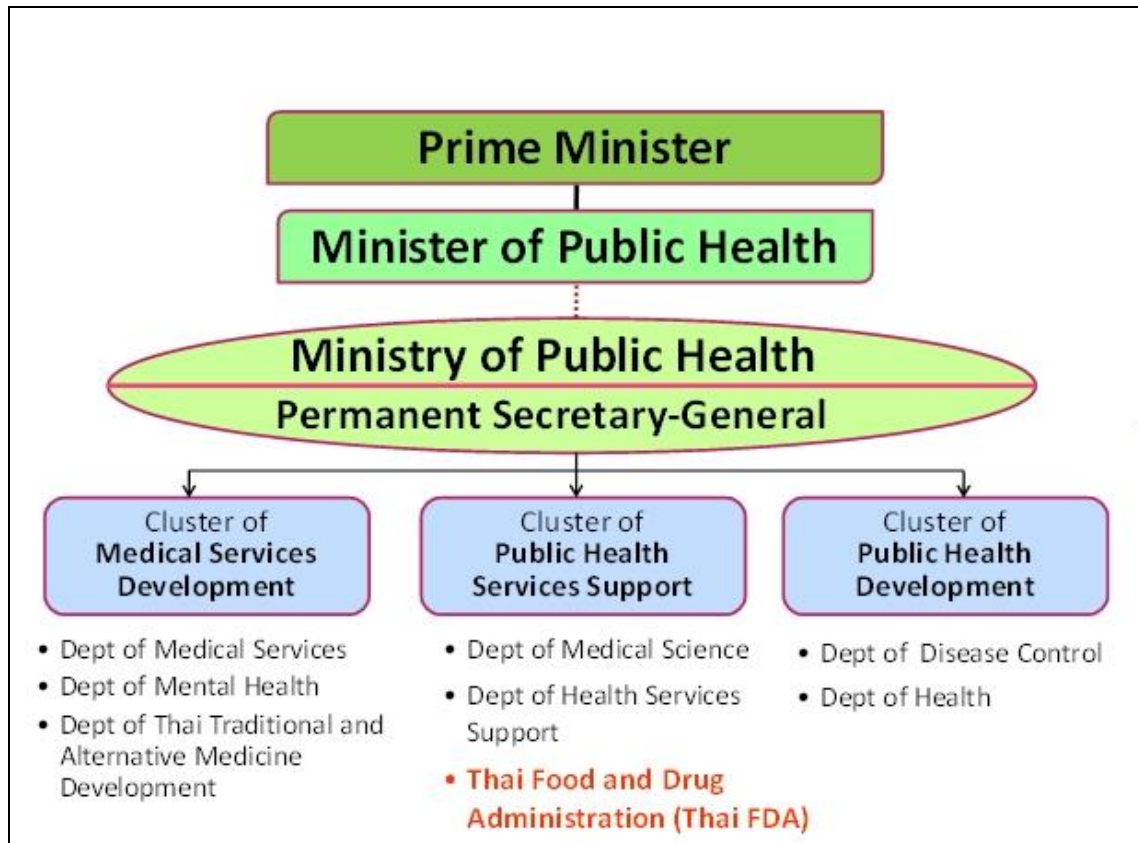 Prime Minister
Minister of Public Health
Ministry of Public Health
Permanent Secretary-General
Cluster of
Medical Services
Development
• Dept of Medical Services
• Dept of Mental Health
• Dept of Thai Traditional and
Alternative Medicine
Development
Cluster of
Public Health
Services Support
• Dept of Medical Science
• Dept of Health Services
Support
• Thai Food and Drug
Administration (Thai FDA)
Cluster of
Public Health
Development
• Dept of Disease Control
• Dept of Health